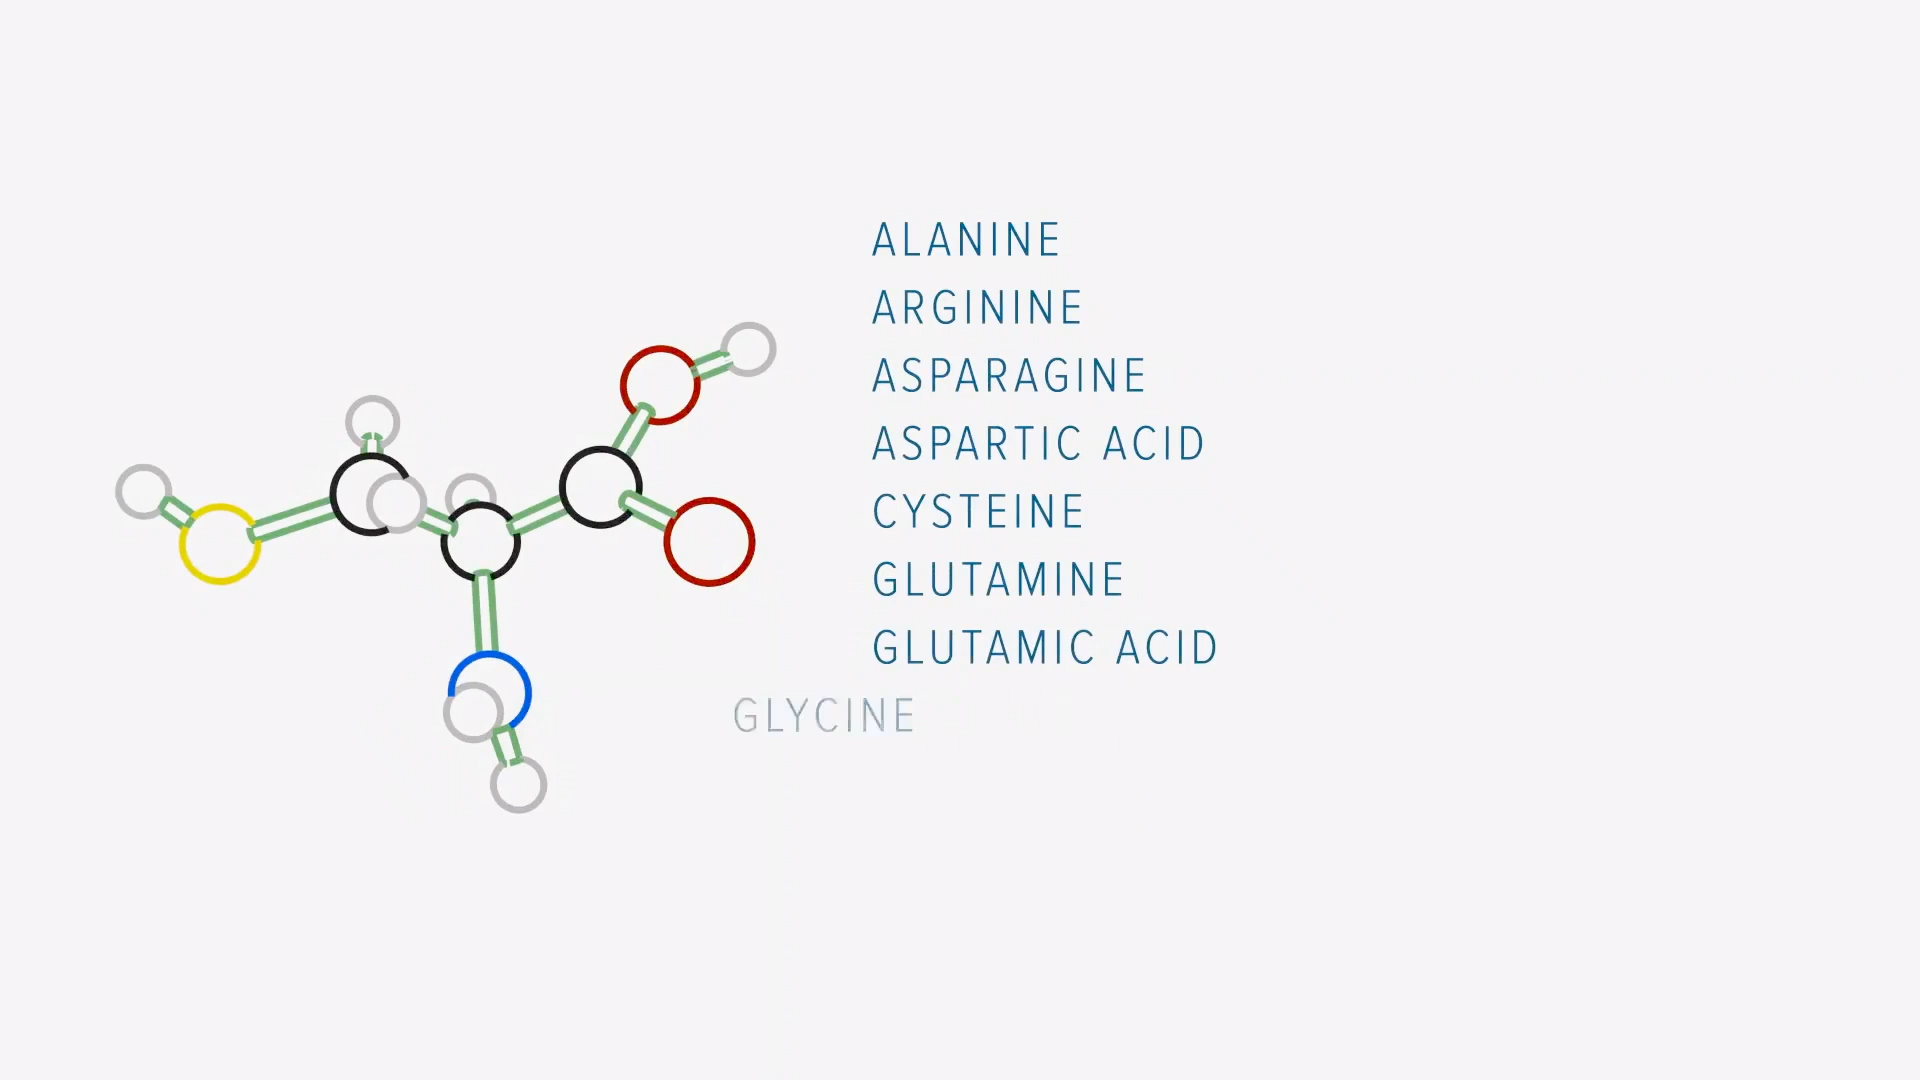 ALANINE
ARGININE
ASPARAGINE
ASPARTIC ACID
CYSTEINE
GLUTAMINE
GLUTAMIC ACID
GLYCINE